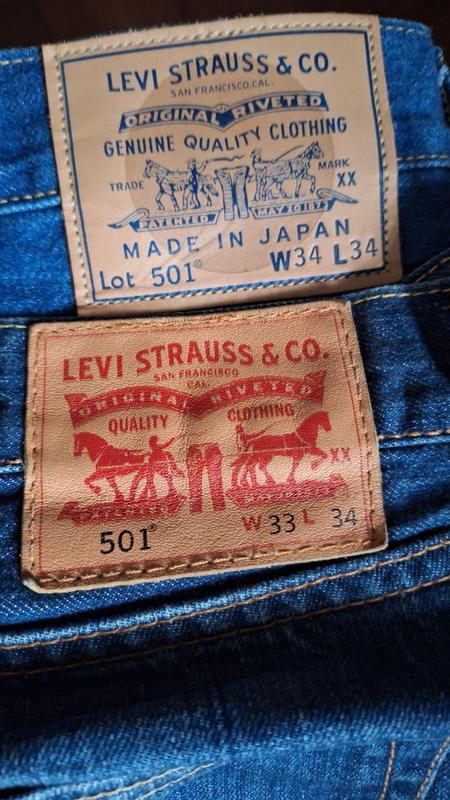 LEVI STRAUSS & CO.
SAN FRANCISCO, CAL.
ORIGINAL RIVETED
GENUINE QUALITY CLOTHING
TRADE MARK
XX
PATENTED MAY 20 1873
MADE IN JAPAN
Lot 501® W34 L34
LEVI STRAUSS & CO.
SAN FRANCISCO
CAL.
ORIGINAL RIVETED
QUALITY CLOTHING
XX
501® W 33 L 34